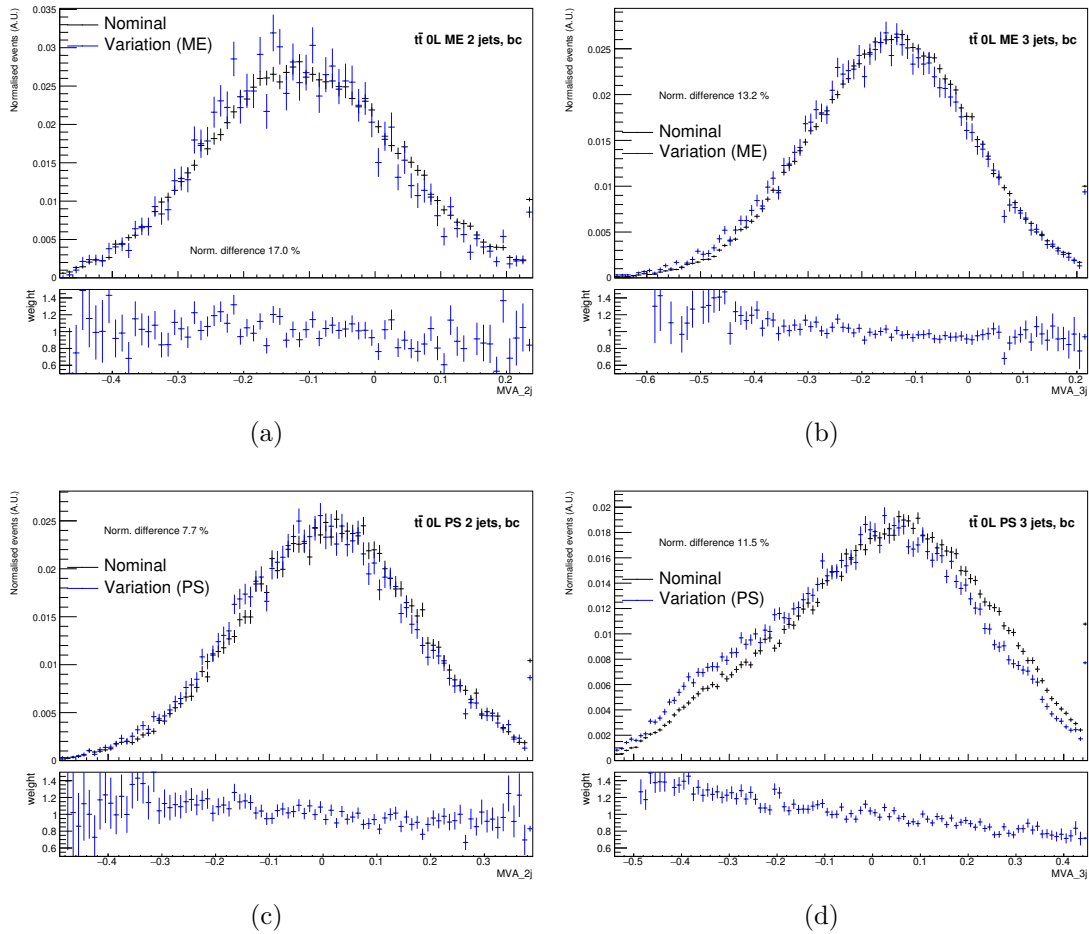 Normalised events (A.U.)
0.035
0.03
0.025
0.02
0.015
0.01
0.005
0
Nominal
Variation (ME)
tt̄ 0L ME 2 jets, bc
Norm. difference 17.0 %
weight
1.4
1.2
1
0.8
0.6
−0.4 −0.3 −0.2 −0.1 0 0.1 0.2
MVA_2j
(a)
Normalised events (A.U.)
0.025
0.02
0.015
0.01
0.005
0
tt̄ 0L ME 3 jets, bc
Norm. difference 13.2 %
Nominal
Variation (ME)
weight
1.4
1.2
1
0.8
0.6
−0.6 −0.5 −0.4 −0.3 −0.2 −0.1 0 0.1 0.2
MVA_3j
(b)
Normalised events (A.U.)
0.025
0.02
0.015
0.01
0.005
0
tt̄ 0L PS 2 jets, bc
Norm. difference 7.7 %
Nominal
Variation (PS)
weight
1.4
1.2
1
0.8
0.6
−0.4 −0.3 −0.2 −0.1 0 0.1 0.2 0.3
MVA_2j
(c)
Normalised events (A.U.)
0.02
0.018
0.016
0.014
0.012
0.01
0.008
0.006
0.004
0.002
0
tt̄ 0L PS 3 jets, bc
Norm. difference 11.5 %
Nominal
Variation (PS)
weight
1.4
1.2
1
0.8
0.6
−0.5 −0.4 −0.3 −0.2 −0.1 0 0.1 0.2 0.3 0.4
MVA_3j
(d)